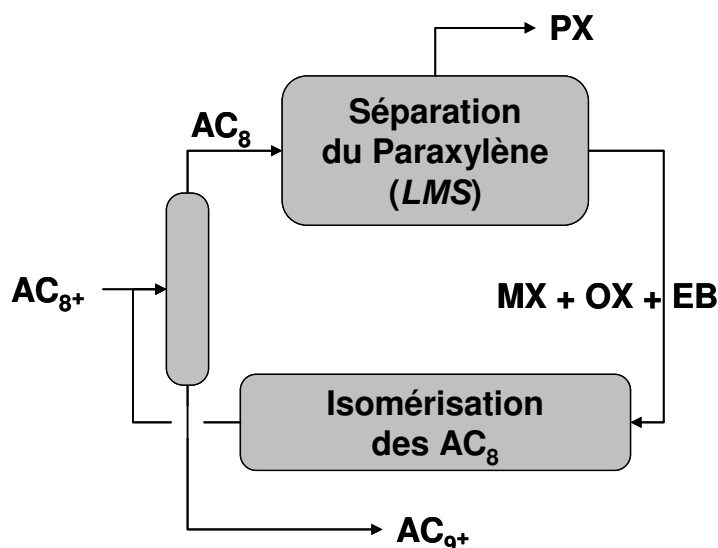 PX
Séparation
du Paraxylène
(LMS)
AC₈
AC₈₊
MX + OX + EB
Isomérisation
des AC₈
AC₉₊